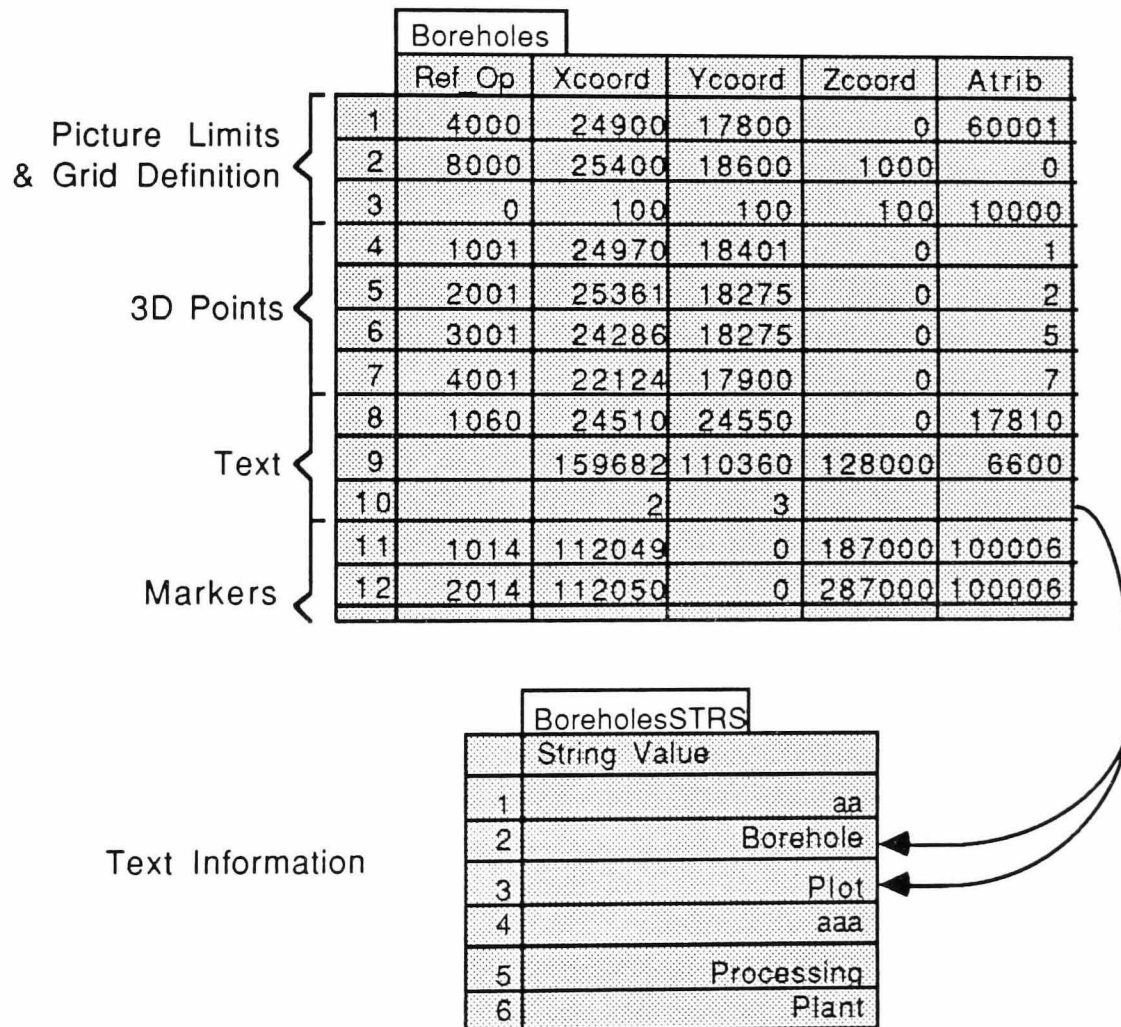 Boreholes
Ref_Op Xcoord Ycoord Zcoord Atrib
Picture Limits
& Grid Definition
1 4000 24900 17800 0 60001
2 8000 25400 18600 1000 0
3 0 100 100 100 10000
3D Points
4 1001 24970 18401 0 1
5 2001 25361 18275 0 2
6 3001 24286 18275 0 5
7 4001 22124 17900 0 7
Text
8 1060 24510 24550 0 17810
9 159682 110360 128000 6600
10 2 3
Markers
11 1014 112049 0 187000 100006
12 2014 112050 0 287000 100006
BoreholesSTRS
String Value
Text Information
1 aa
2 Borehole
3 Plot
4 aaa
5 Processing
6 Plant